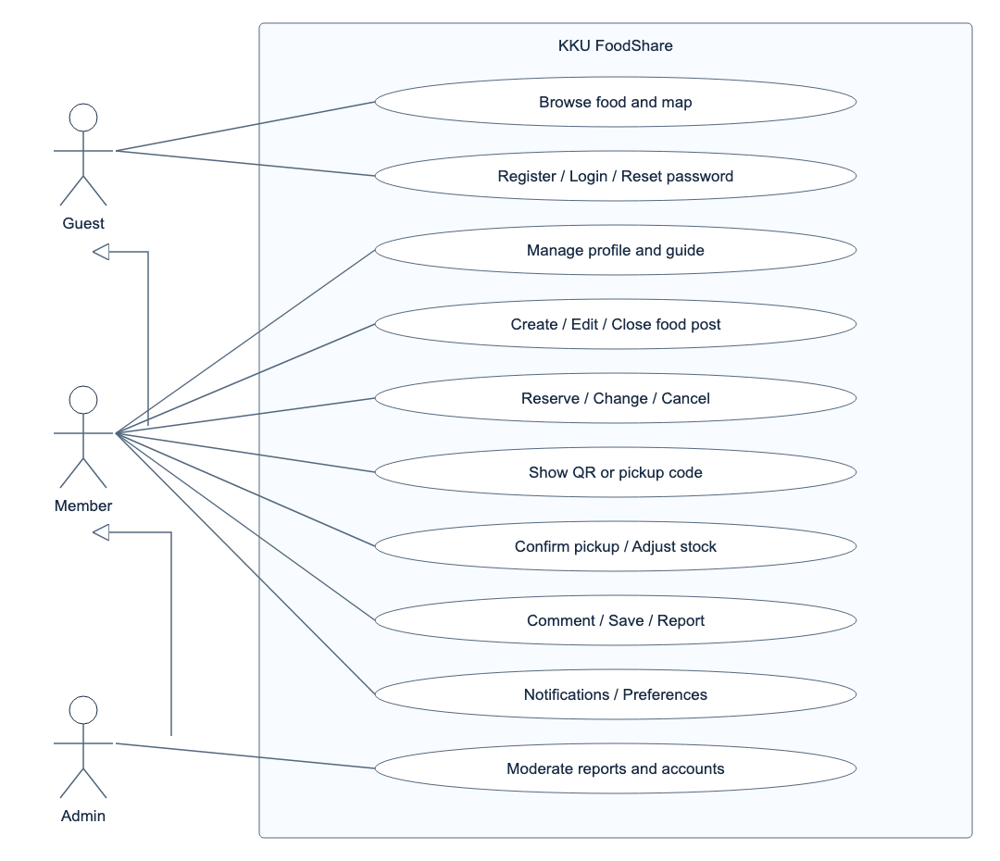 KKU FoodShare
Browse food and map
Register / Login / Reset password
Guest
Manage profile and guide
Create / Edit / Close food post
Reserve / Change / Cancel
Show QR or pickup code
Member
Confirm pickup / Adjust stock
Comment / Save / Report
Notifications / Preferences
Moderate reports and accounts
Admin